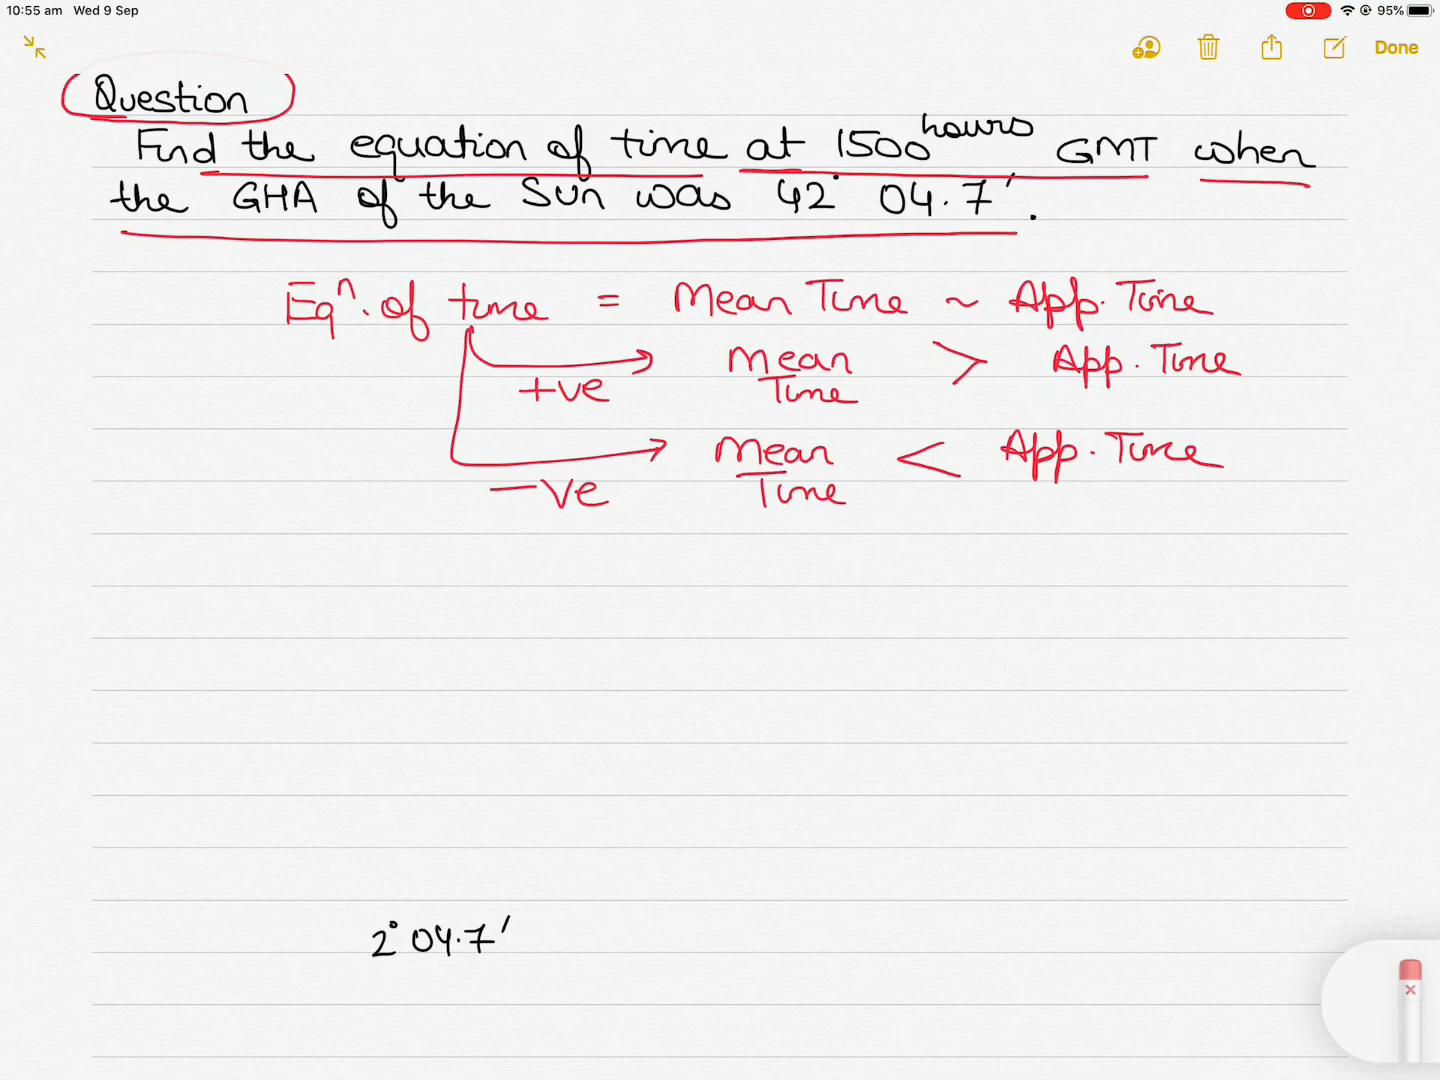 10:55 am Wed 9 Sep
95%
Done
Question
Find the equation of time at 1500 hours GMT when
the GHA of the Sun was 42° 04.7'.
Eqⁿ. of time = Mean Time ~ App. Time
+ve Mean Time > App. Time
-ve Mean Time < App. Time
2° 04.7'